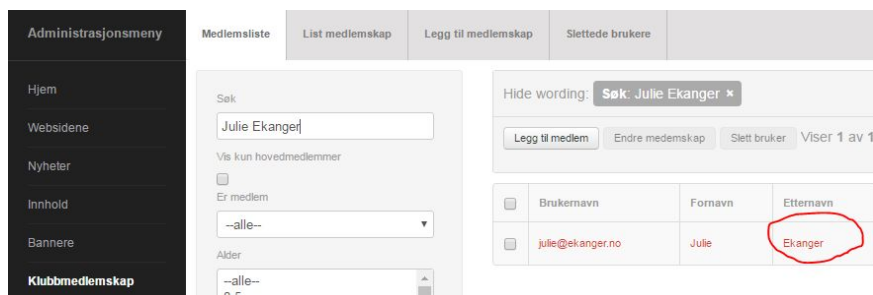 Administrasjonsmeny
Hjem
Websidene
Nyheter
Innhold
Bannere
Klubbmedlemskap
Medlemsliste
List medlemskap
Legg til medlemskap
Slettede brukere
Søk
Julie Ekanger
Vis kun hovedmedlemmer
Er medlem
--alle--
Alder
--alle--
Hide wording: Søk: Julie Ekanger ×
Legg til medlem Endre medemskap Slett bruker Viser 1 av 1
Brukernavn Fornavn Etternavn
julie@ekanger.no Julie Ekanger